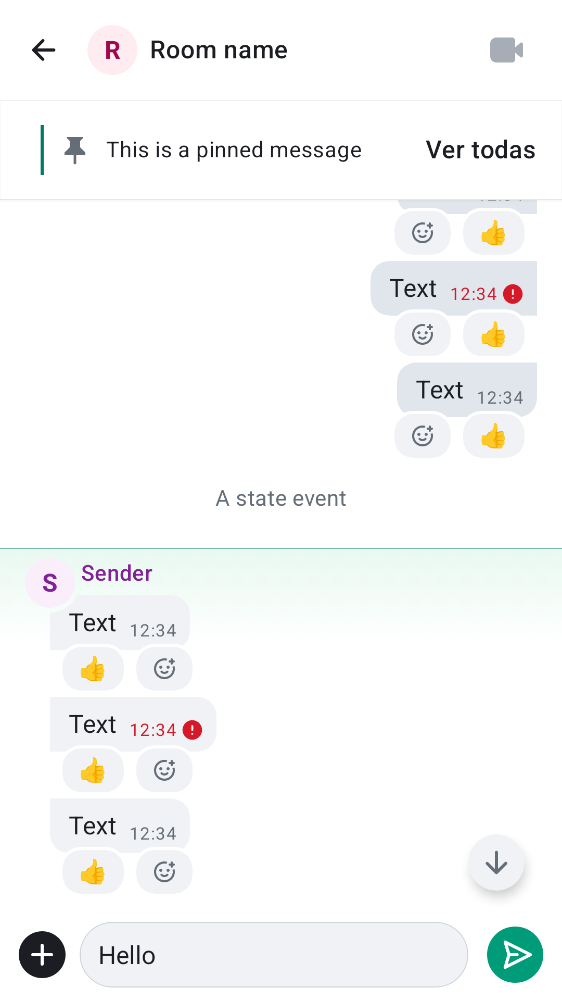 R Room name
This is a pinned message Ver todas
Text 12:34
Text 12:34
A state event
S Sender
Text 12:34
Text 12:34
Text 12:34
Hello